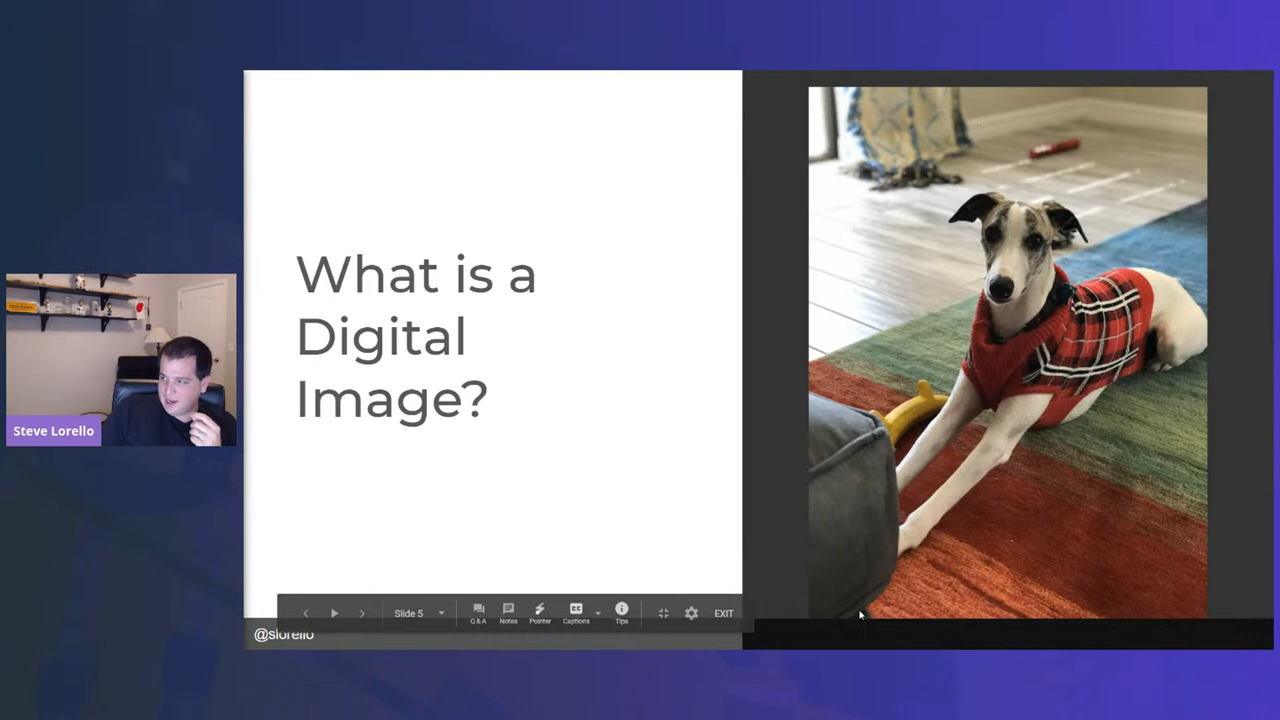 What is a
Digital
Image?
Steve Lorello
Slide 5
Q & A
Notes
Pointer
Captions
Tips
EXIT
@slorello